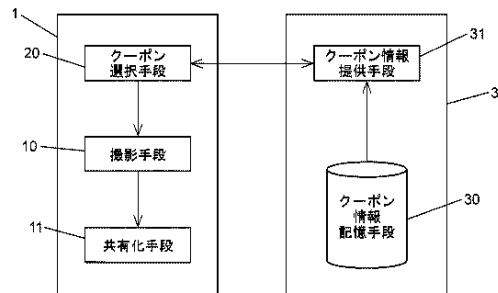 1
20
クーポン
選択手段
10
撮影手段
11
共有化手段
クーポン情報
提供手段
31
3
クーポン
情報
記憶手段
30